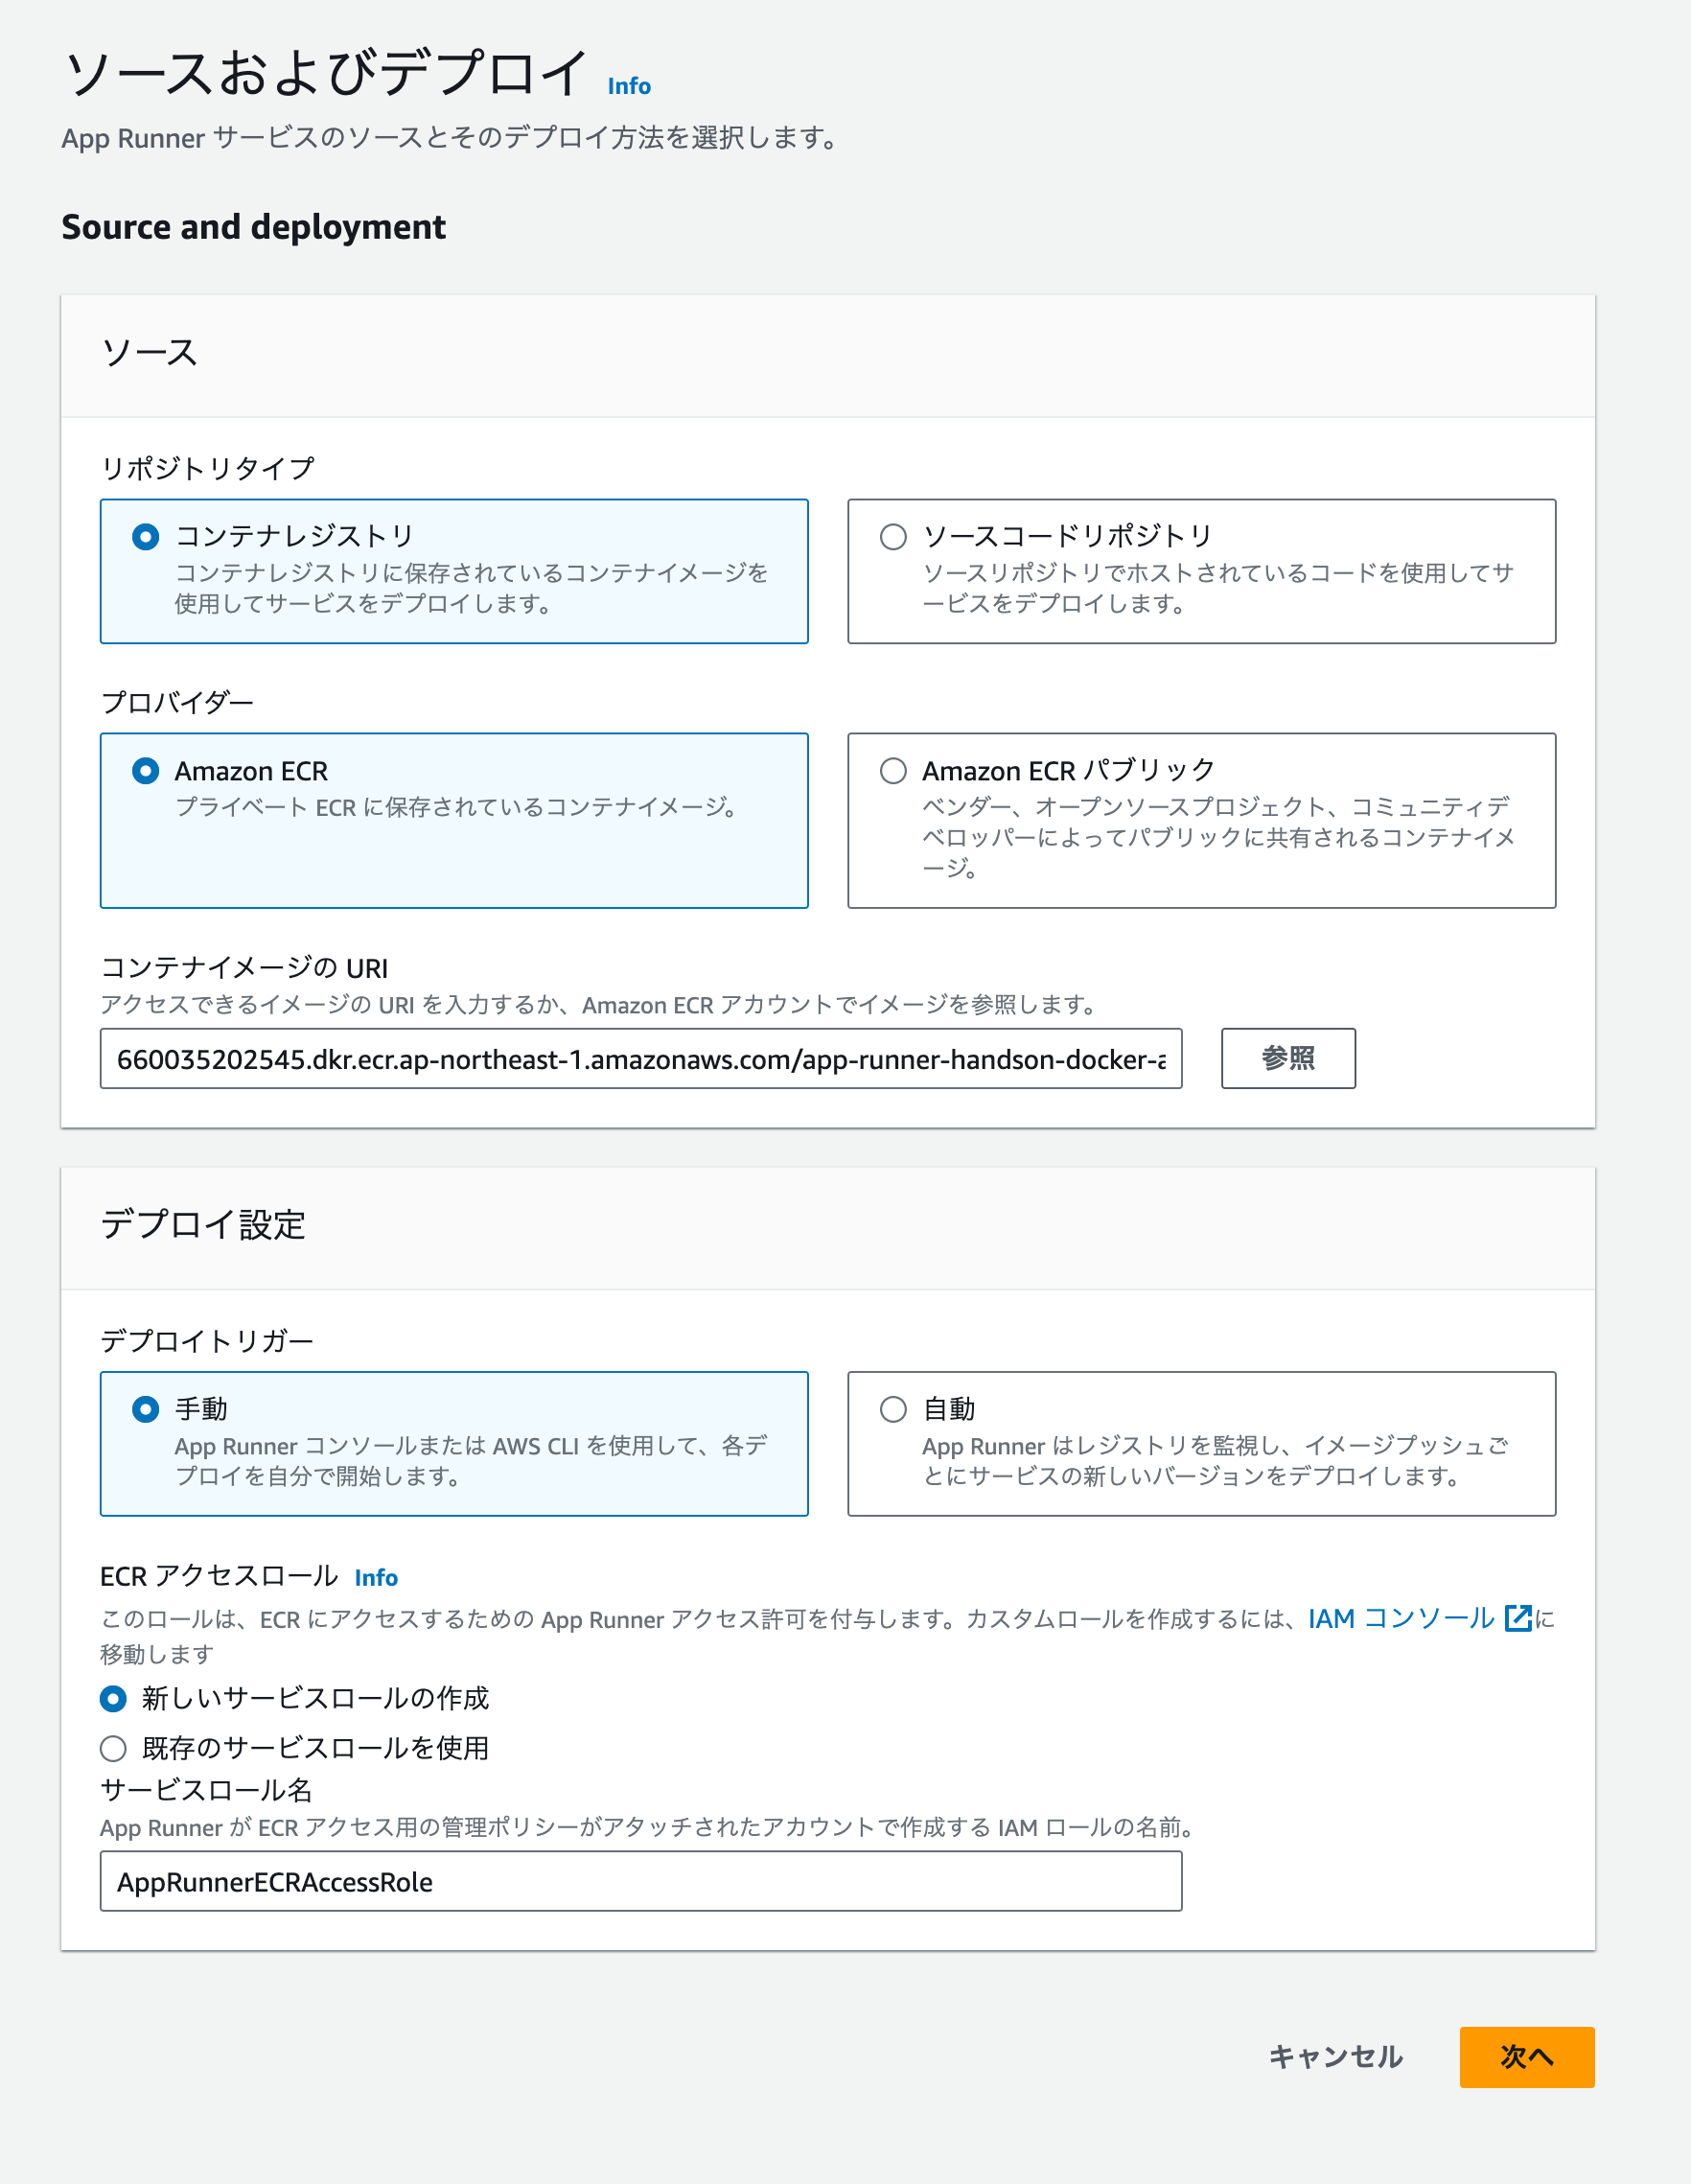 ソースおよびデプロイ Info
App Runner サービスのソースとそのデプロイ方法を選択します。
Source and deployment
ソース
リポジトリタイプ
コンテナレジストリ
コンテナレジストリに保存されているコンテナイメージを
使用してサービスをデプロイします。
ソースコードリポジトリ
ソースリポジトリでホストされているコードを使用してサ
ービスをデプロイします。
プロバイダー
Amazon ECR
プライベート ECR に保存されているコンテナイメージ。
Amazon ECR パブリック
ベンダー、オープンソースプロジェクト、コミュニティデ
ベロッパーによってパブリックに共有されるコンテナイメ
ージ。
コンテナイメージの URI
アクセスできるイメージの URI を入力するか、Amazon ECR アカウントでイメージを参照します。
660035202545.dkr.ecr.ap-northeast-1.amazonaws.com/app-runner-handson-docker-a
参照
デプロイ設定
デプロイトリガー
手動
App Runner コンソールまたは AWS CLI を使用して、各デ
プロイを自分で開始します。
自動
App Runner はレジストリを監視し、イメージプッシュご
とにサービスの新しいバージョンをデプロイします。
ECR アクセスロール Info
このロールは、ECR にアクセスするための App Runner アクセス許可を付与します。カスタムロールを作成するには、IAM コンソール に
移動します
新しいサービスロールの作成
既存のサービスロールを使用
サービスロール名
App Runner が ECR アクセス用の管理ポリシーがアタッチされたアカウントで作成する IAM ロールの名前。
AppRunnerECRAccessRole
キャンセル
次へ